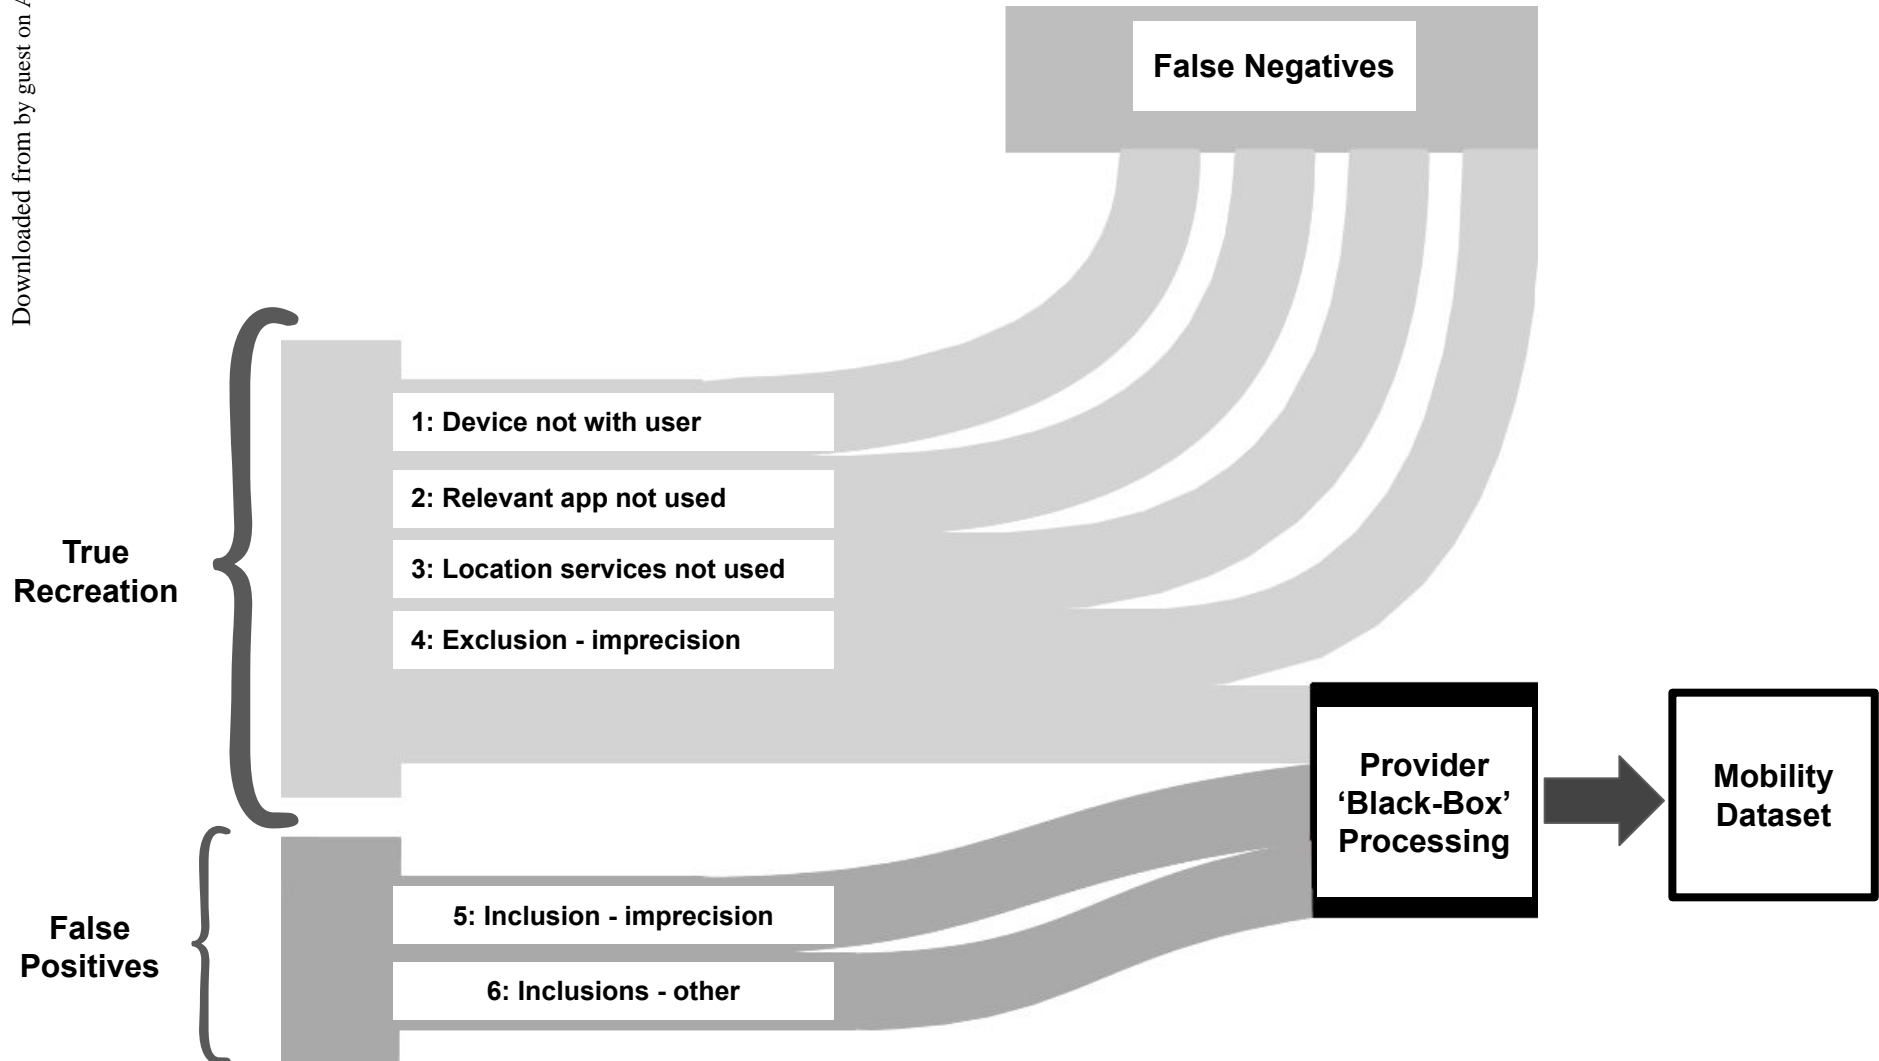 Downloaded from by guest on
False Negatives
1: Device not with user
2: Relevant app not used
3: Location services not used
4: Exclusion - imprecision
True
Recreation
Provider
‘Black-Box’
Processing
Mobility
Dataset
5: Inclusion - imprecision
6: Inclusions - other
False
Positives